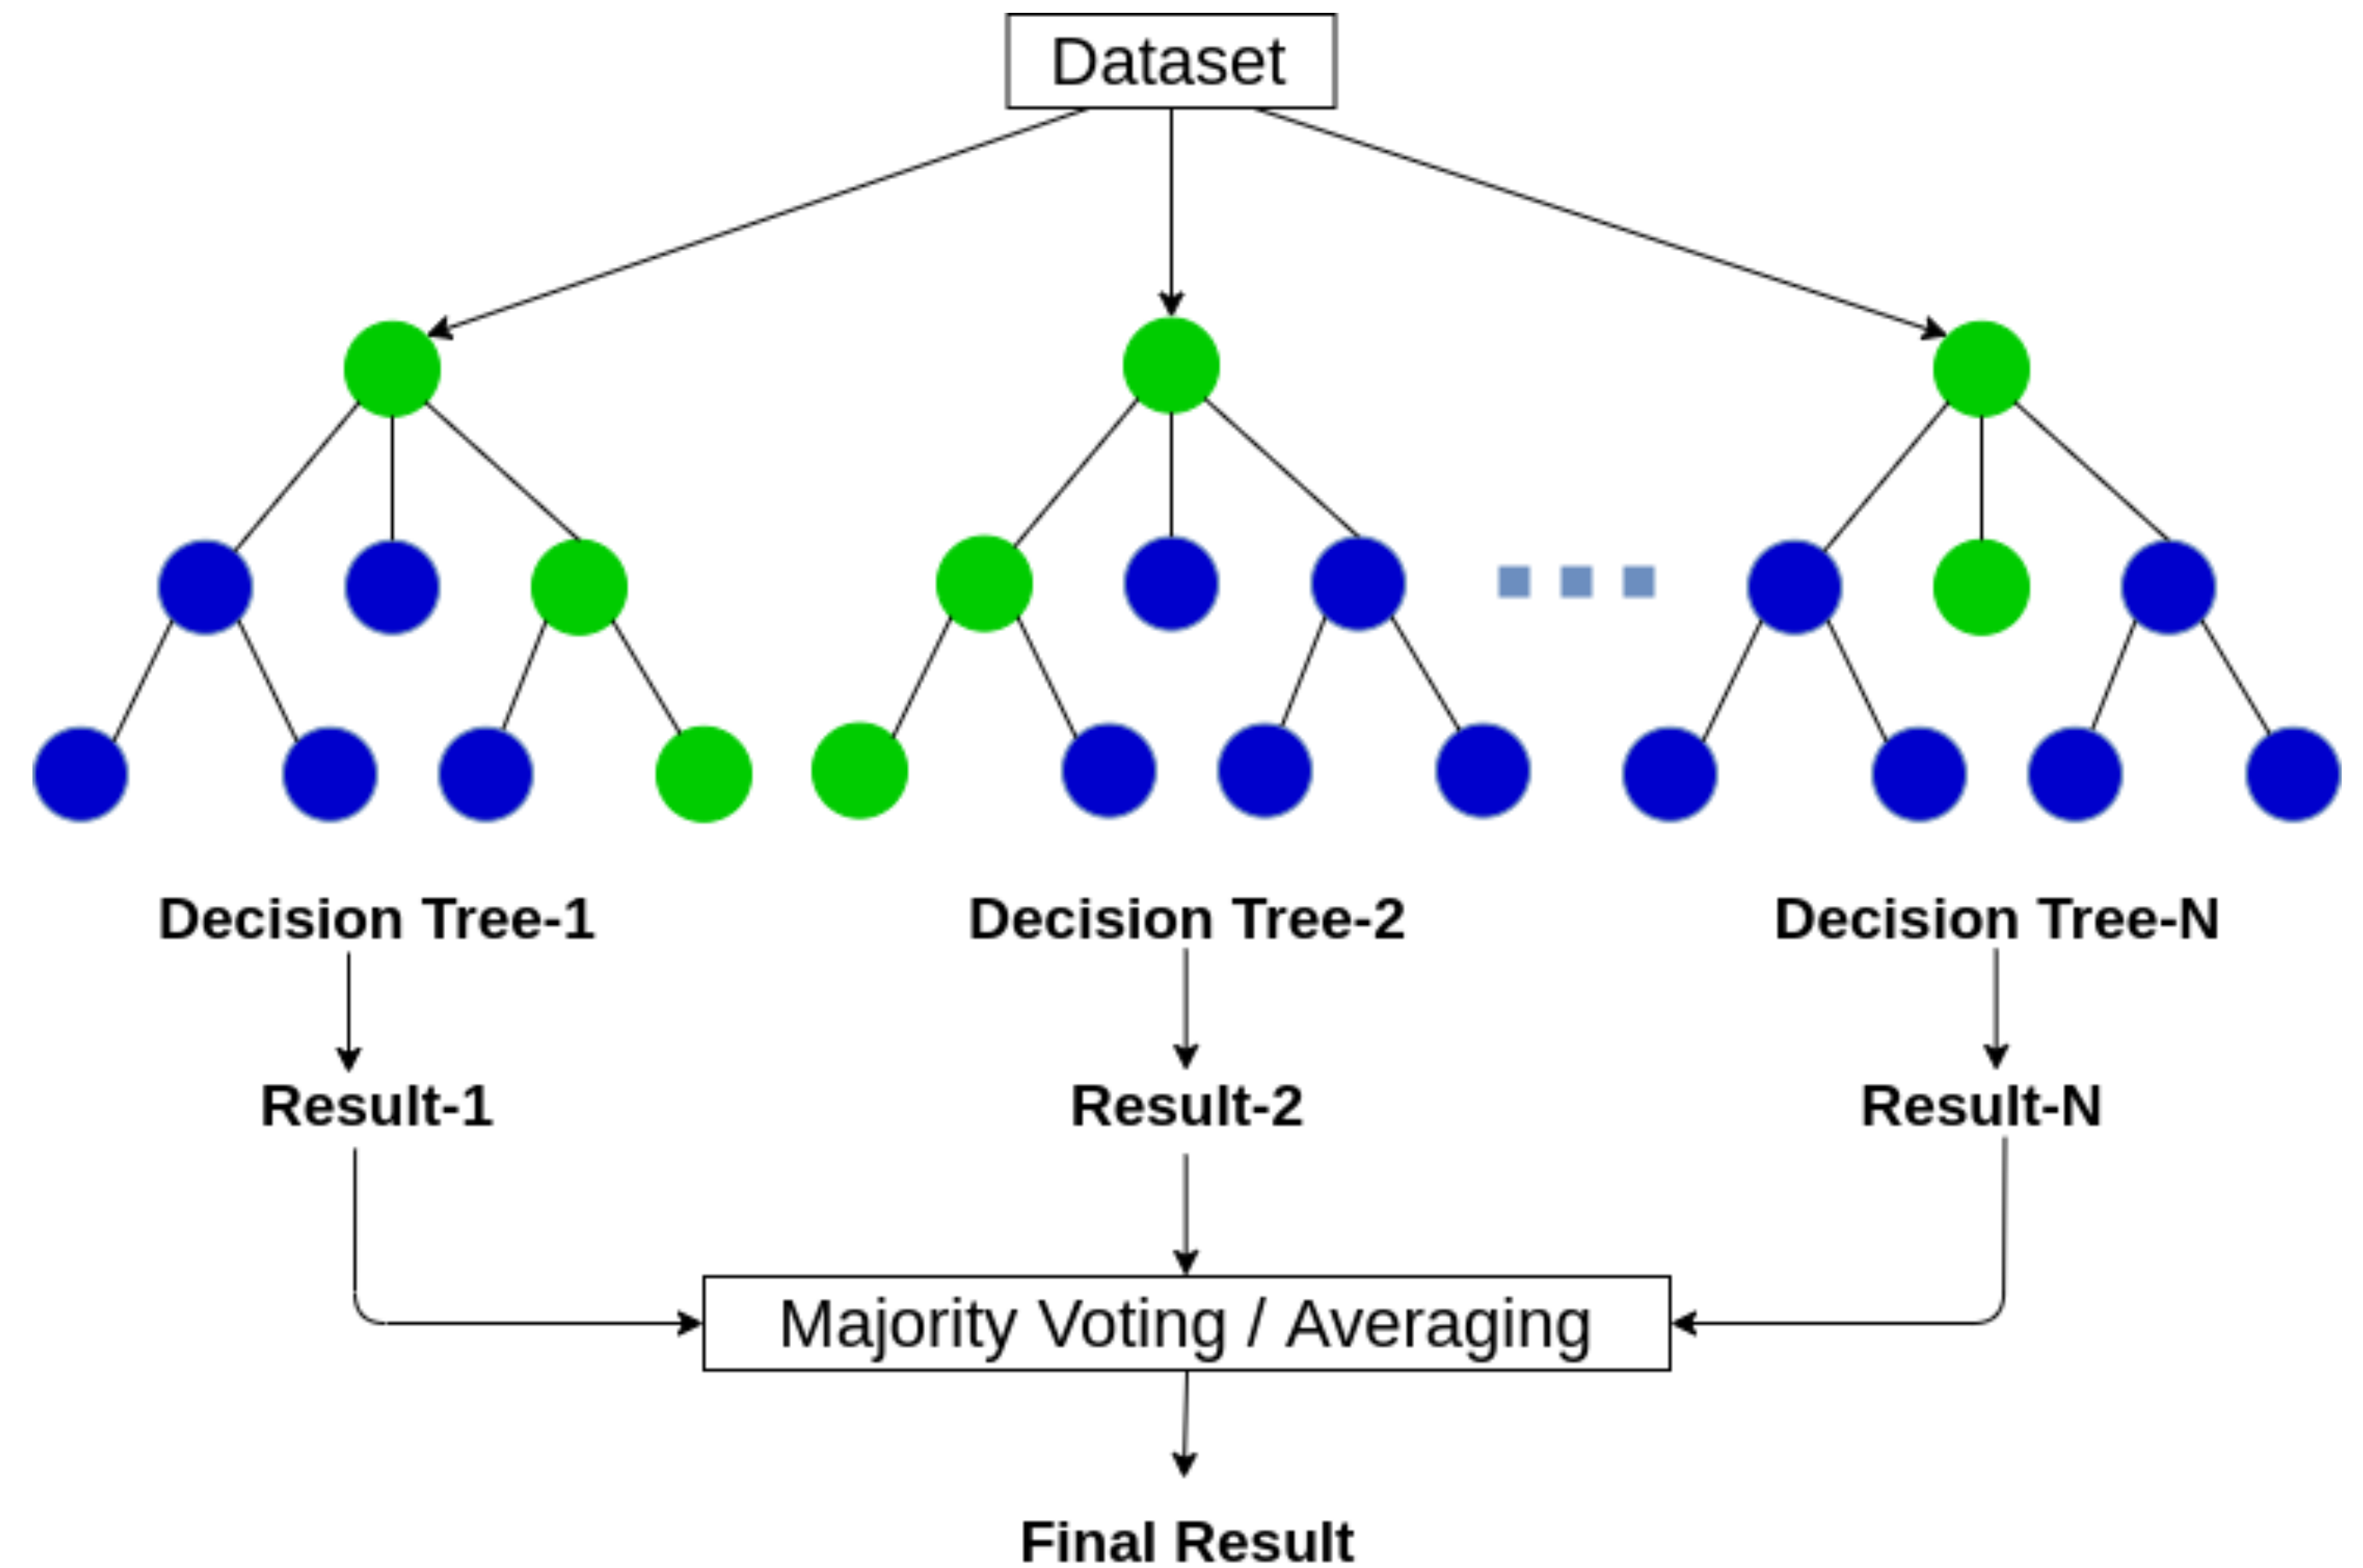 Dataset
Decision Tree-1
Decision Tree-2
Decision Tree-N
Result-1
Result-2
Result-N
Majority Voting / Averaging
Final Result